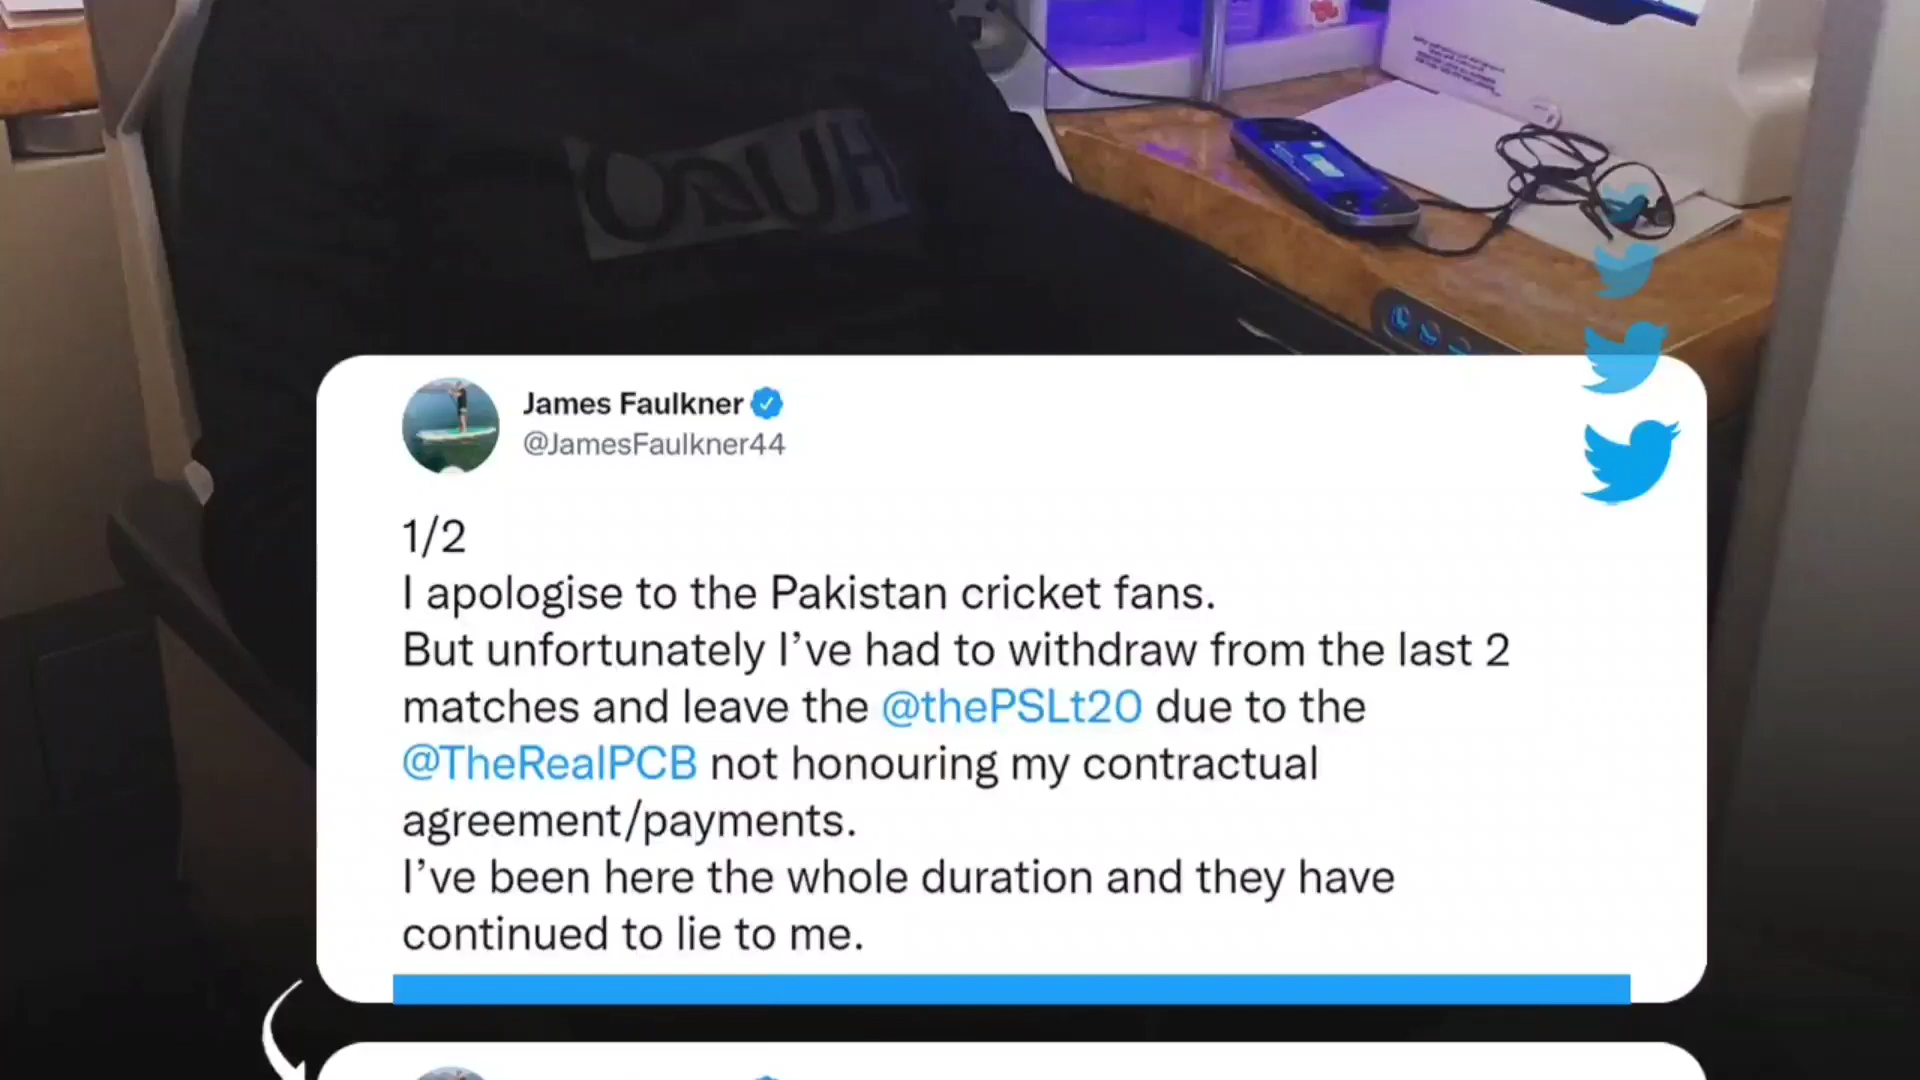 James Faulkner
@JamesFaulkner44
1/2
I apologise to the Pakistan cricket fans.
But unfortunately I’ve had to withdraw from the last 2
matches and leave the @thePSLt20 due to the
@TheRealPCB not honouring my contractual
agreement/payments.
I’ve been here the whole duration and they have
continued to lie to me.